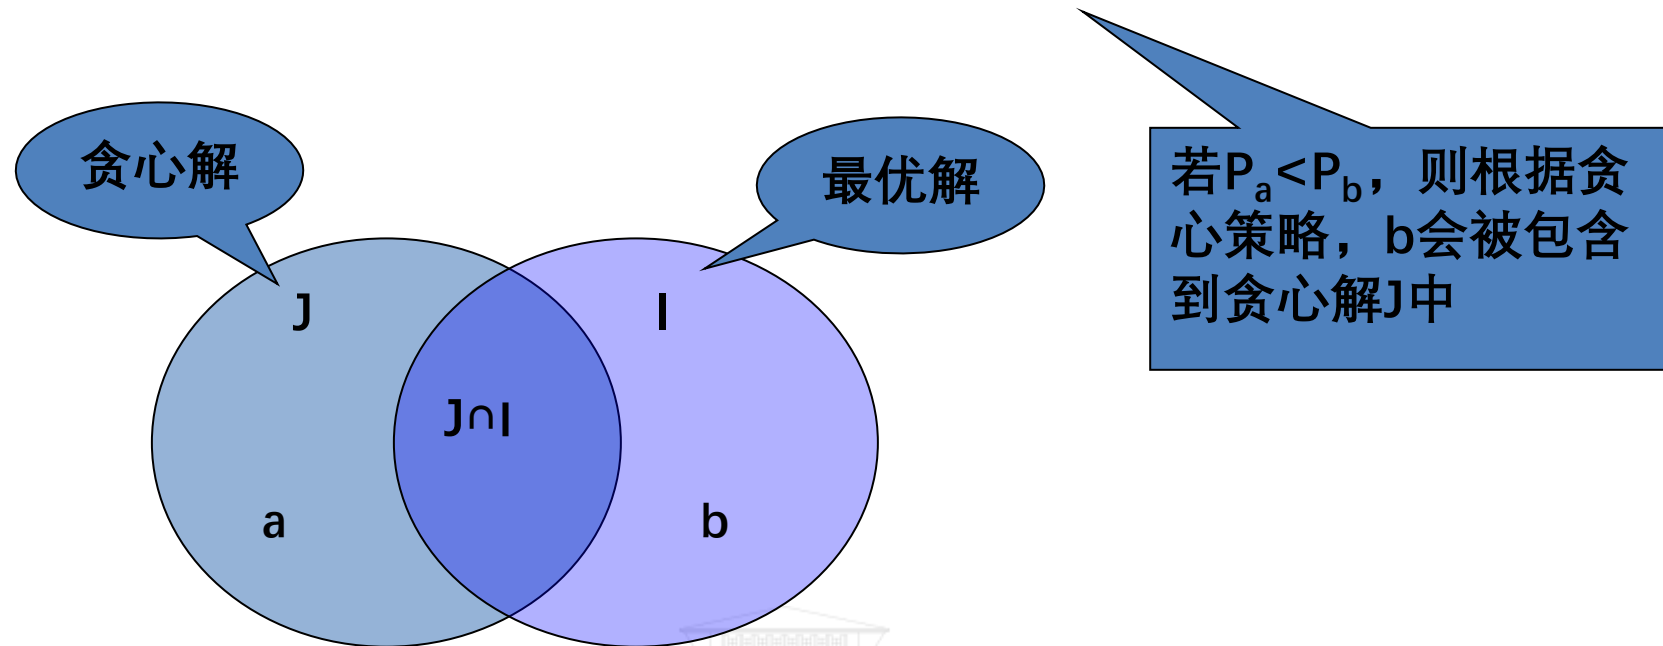 贪心解
最优解
若Pa<Pb，则根据贪
心策略，b会被包含
到贪心解J中
J
I
J∩I
a
b